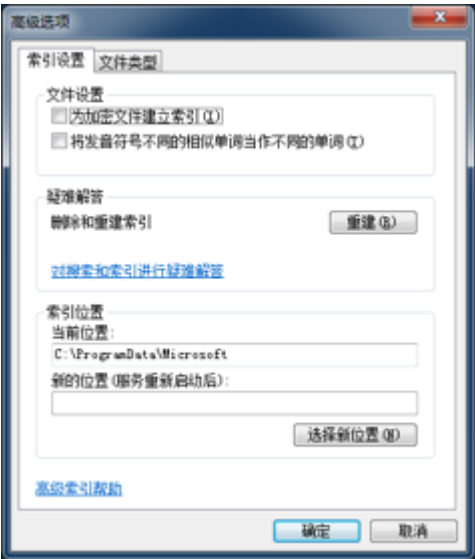 高级选项
索引设置 文件类型
文件设置
为加密文件建立索引(I)
将发音符号不同的相似单词当作不同的单词(T)
疑难解答
删除和重建索引
重建(R)
对搜索和索引进行疑难解答
索引位置
当前位置:
C:\ProgramData\Microsoft
新的位置(服务重新启动后):
选择新位置(N)
高级索引帮助
确定 取消